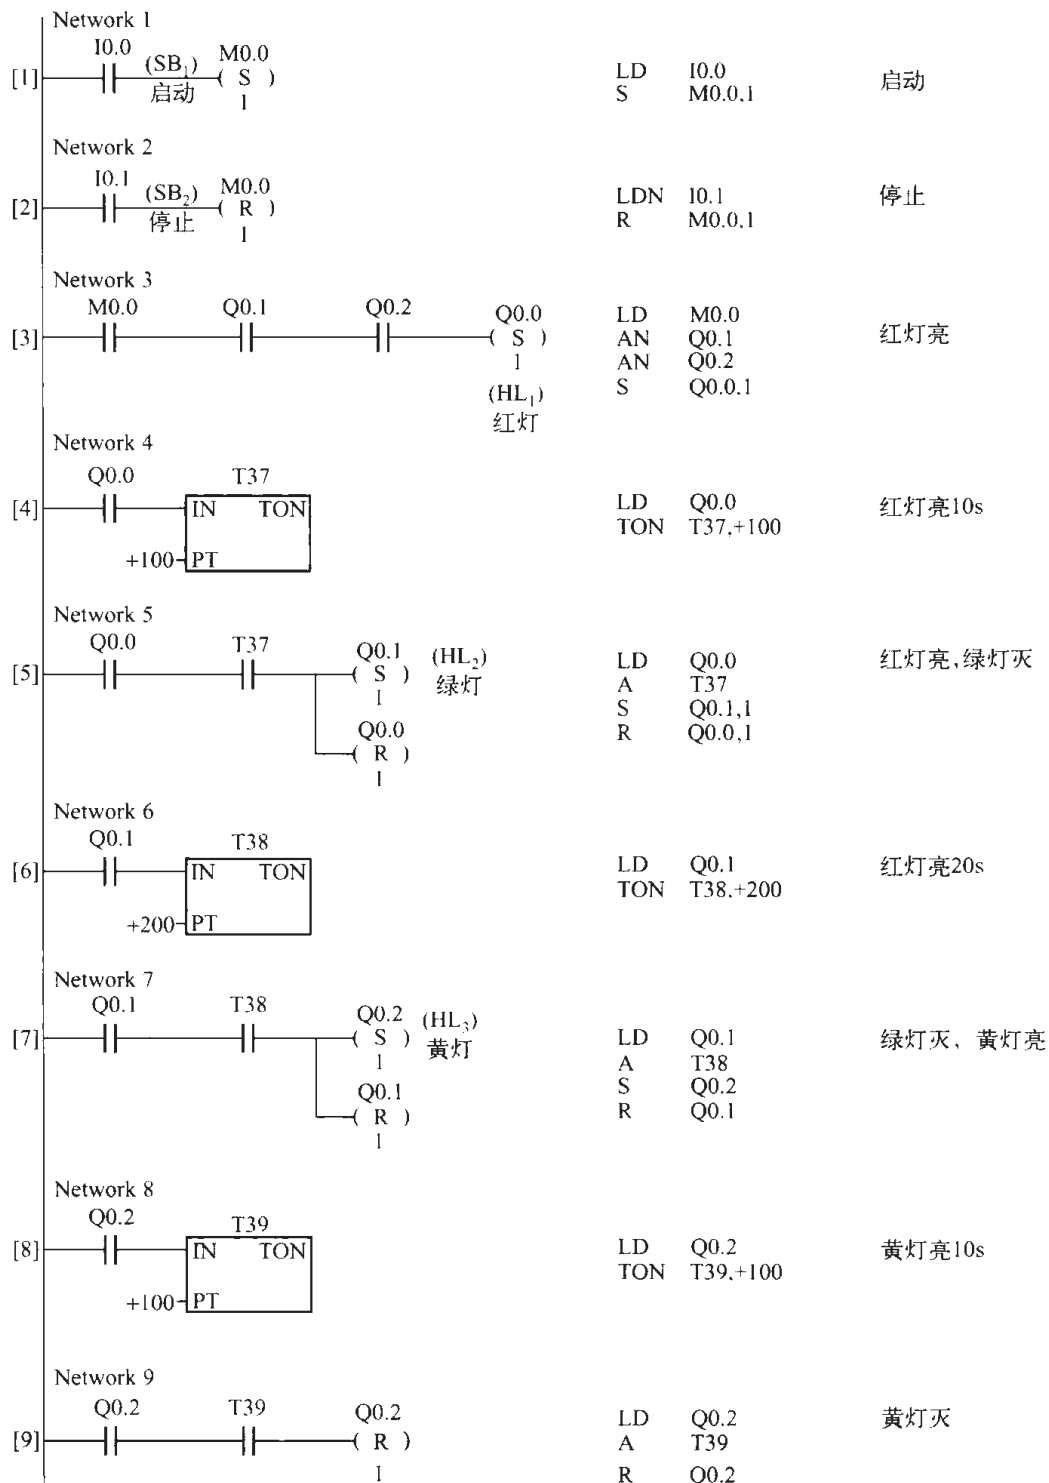 Network 1
I0.0 (SB₁) M0.0
[1] ( S ) LD I0.0 启动
启动 1 S M0.0,1
Network 2
I0.1 (SB₂) M0.0
[2] ( R ) LDN I0.1 停止
停止 1 R M0.0,1
Network 3
M0.0 Q0.1 Q0.2 Q0.0 LD M0.0
[3] ( S ) AN Q0.1 红灯亮
1 AN Q0.2
(HL₁) S Q0.0,1
红灯
Network 4
Q0.0 T37
[4] IN TON LD Q0.0 红灯亮10s
TON T37,+100
+100 PT
Network 5
Q0.0 T37 Q0.1 (HL₂) LD Q0.0 红灯亮,绿灯灭
[5] ( S ) 绿灯 A T37
1 S Q0.1,1
Q0.0 R Q0.0,1
( R )
1
Network 6
Q0.1 T38
[6] IN TON LD Q0.1 红灯亮20s
TON T38,+200
+200 PT
Network 7
Q0.1 T38 Q0.2 (HL₃)
[7] ( S ) 黄灯 LD Q0.1 绿灯灭、黄灯亮
1 A T38
Q0.1 S Q0.2
( R ) R Q0.1
1
Network 8
Q0.2 T39
[8] IN TON LD Q0.2 黄灯亮10s
TON T39,+100
+100 PT
Network 9
Q0.2 T39 Q0.2 LD Q0.2 黄灯灭
[9] ( R ) A T39
1 R Q0.2